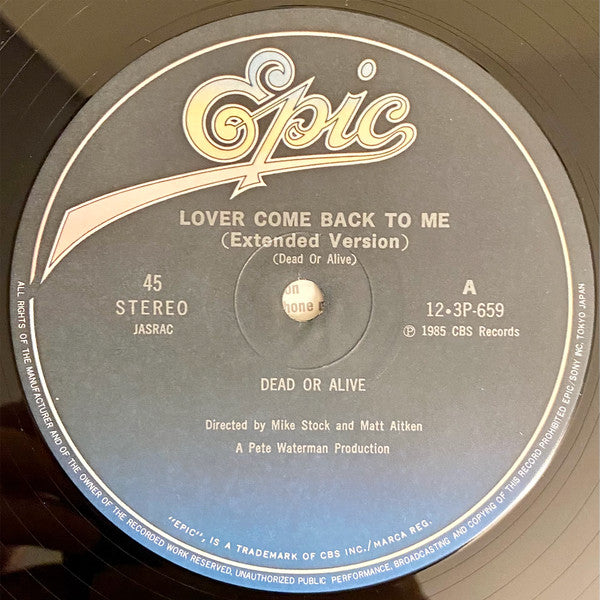 Epic
LOVER COME BACK TO ME
(Extended Version)
(Dead Or Alive)
45
STEREO
JASRAC
on
hone
A
12・3P-659
Ⓟ 1985 CBS Records
DEAD OR ALIVE
Directed by Mike Stock and Matt Aitken
A Pete Waterman Production
"EPIC", IS A TRADEMARK OF CBS INC./MARCA REG.
ALL RIGHTS OF THE MANUFACTURER AND OF THE OWNER OF THE RECORDED WORK RESERVED, UNAUTHORIZED PUBLIC PERFORMANCE, BROADCASTING AND COPYING OF THIS RECORD PROHIBITED EPIC/SONY INC. TOKYO JAPAN